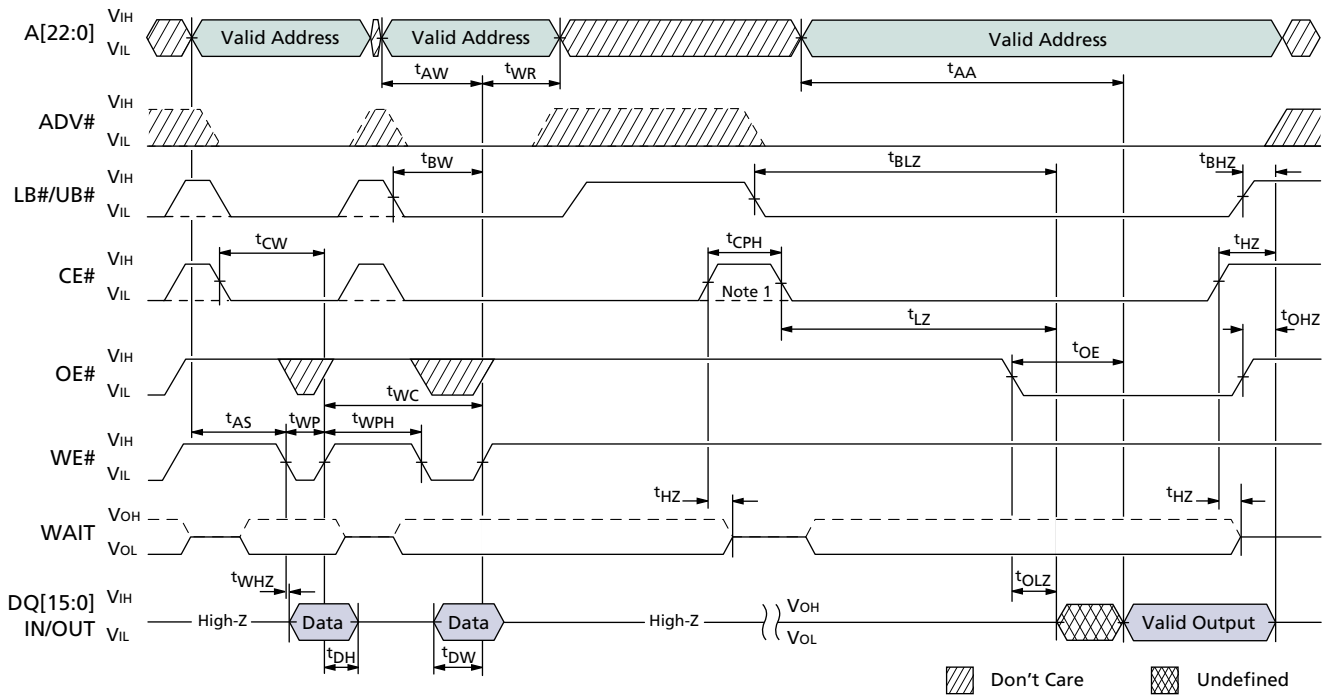 A[22:0] VIH VIL Valid Address Valid Address Valid Address
tAW tWR tAA
ADV# VIH VIL
tBW tBLZ tBHZ
LB#/UB# VIH VIL
tCW tCPH tHZ
CE# VIH VIL Note 1
tLZ tOHZ
OE# VIH VIL tOE
tWC
tAS tWP tWPH
WE# VIH VIL
tHZ tHZ
WAIT VOH VOL
tWHZ tOLZ
DQ[15:0] IN/OUT VIH VIL High-Z Data Data High-Z VOH VOL Valid Output
tDH tDW
Don't Care Undefined